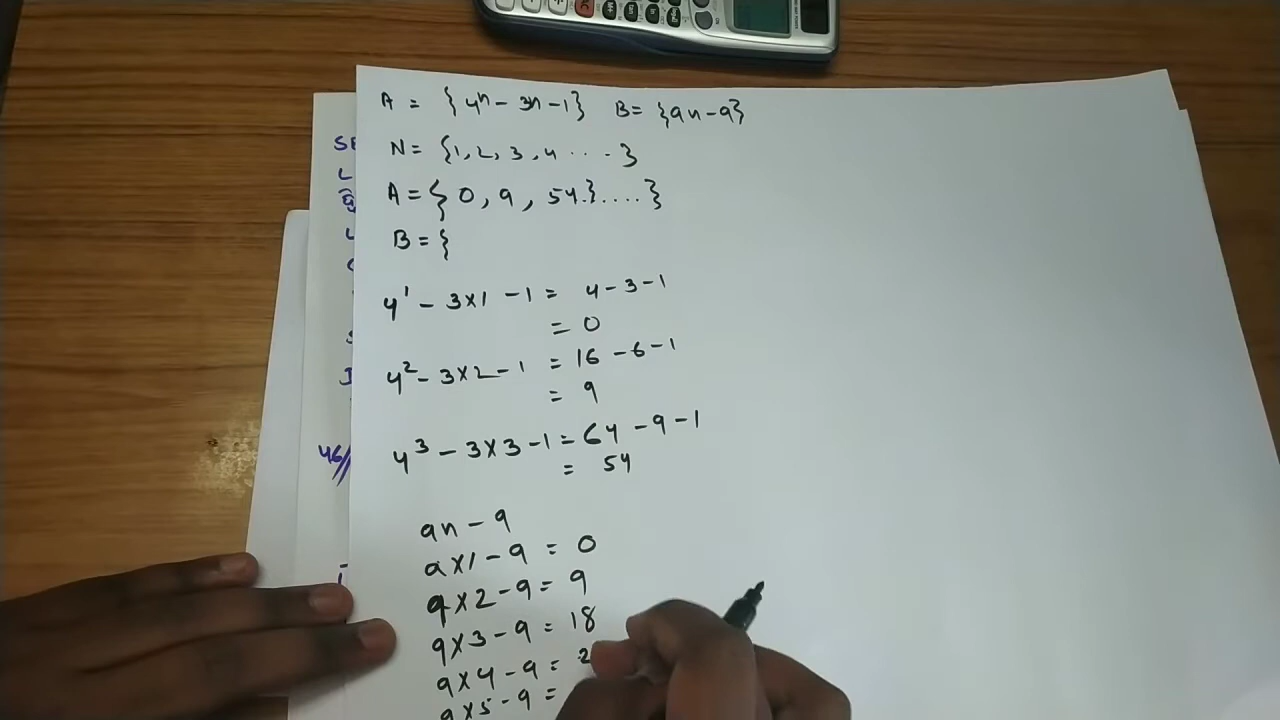 A = {4ⁿ - 3n - 1} B = {9n - 9}
N = {1, 2, 3, 4 . . . . }
A = { 0, 9, 54.} . . . . }
B = {
4¹ - 3×1 - 1 = 4 - 3 - 1
= 0
4² - 3×2 - 1 = 16 - 6 - 1
= 9
4³ - 3×3 - 1 = 64 - 9 - 1
= 54
9n - 9
9×1 - 9 = 0
9×2 - 9 = 9
9×3 - 9 = 18
9×4 - 9 = 2
9×5 - 9 =
46//